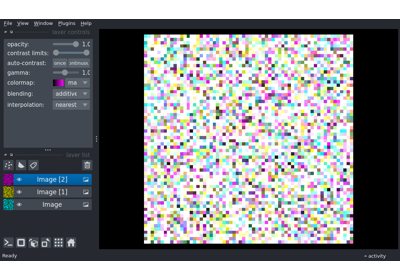 File View Window Plugins Help
layer controls
opacity: 1.0
contrast limits:
auto-contrast: once
gamma: 1.0
colormap: ma
blending: additive
interpolation: nearest
layer list
Image [2]
Image [1]
Image
Ready activity